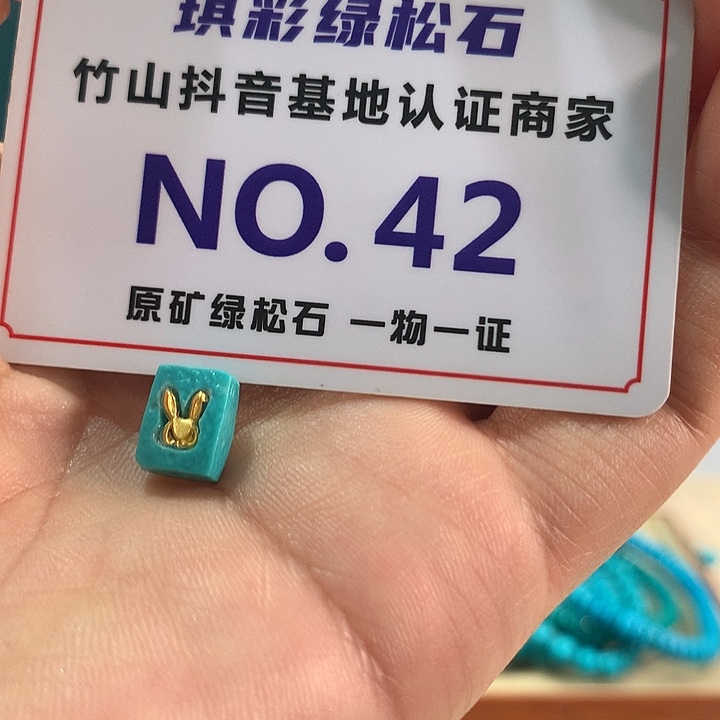 琪彩绿松石
竹山抖音基地认证商家
NO.42
原矿绿松石 一物一证